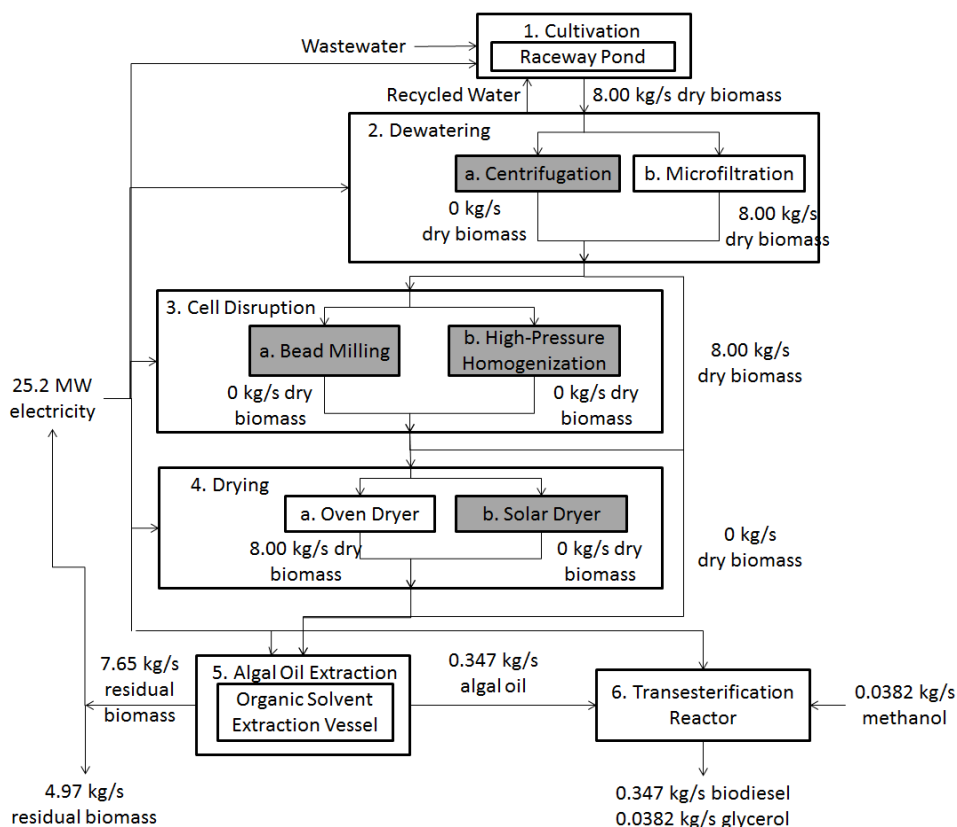 1. Cultivation
Raceway Pond
Wastewater
Recycled Water
8.00 kg/s dry biomass
2. Dewatering
a. Centrifugation
b. Microfiltration
0 kg/s
dry biomass
8.00 kg/s
dry biomass
3. Cell Disruption
a. Bead Milling
b. High-Pressure
Homogenization
0 kg/s dry
biomass
0 kg/s dry
biomass
8.00 kg/s
dry biomass
25.2 MW
electricity
4. Drying
a. Oven Dryer
b. Solar Dryer
8.00 kg/s dry
biomass
0 kg/s dry
biomass
0 kg/s
dry biomass
7.65 kg/s
residual
biomass
5. Algal Oil Extraction
Organic Solvent
Extraction Vessel
0.347 kg/s
algal oil
6. Transesterification
Reactor
0.0382 kg/s
methanol
4.97 kg/s
residual biomass
0.347 kg/s biodiesel
0.0382 kg/s glycerol